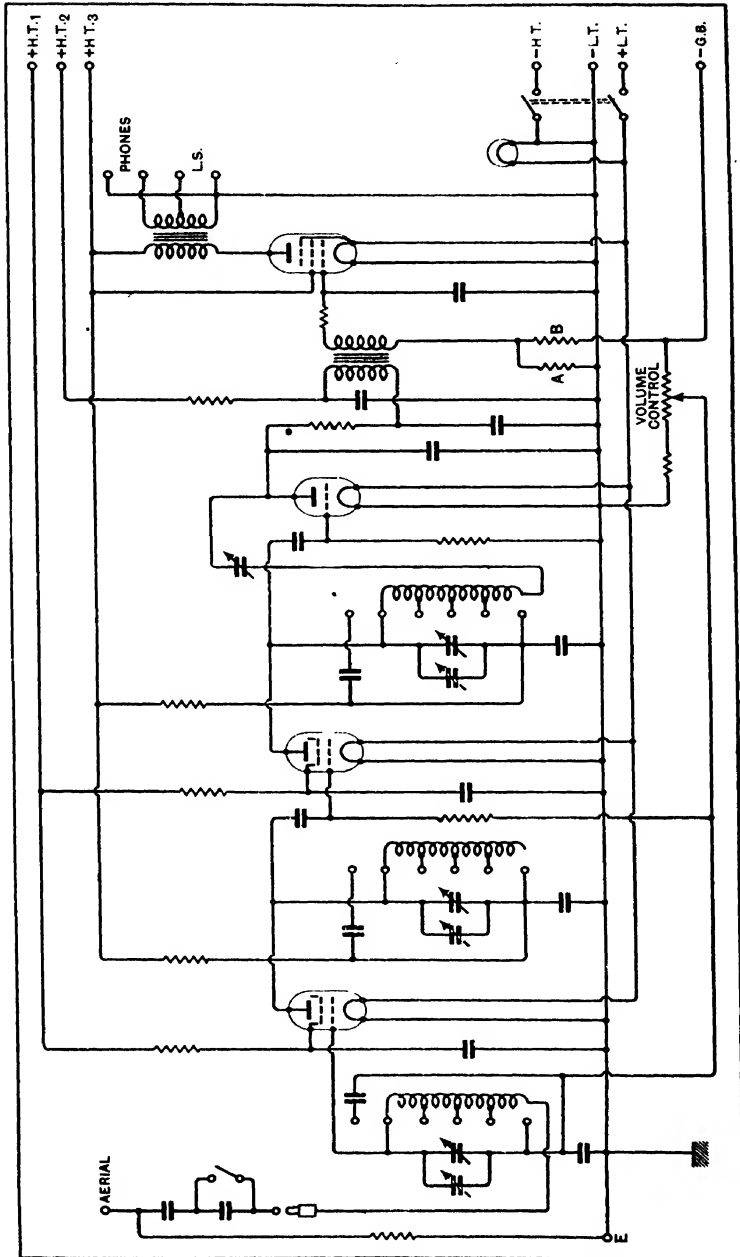 +H.T.1
+H.T.2
+H.T.3
AERIAL
PHONES
L.S.
-H.T.
-L.T.
+L.T.
-G.B.
A
B
VOLUME
CONTROL
E